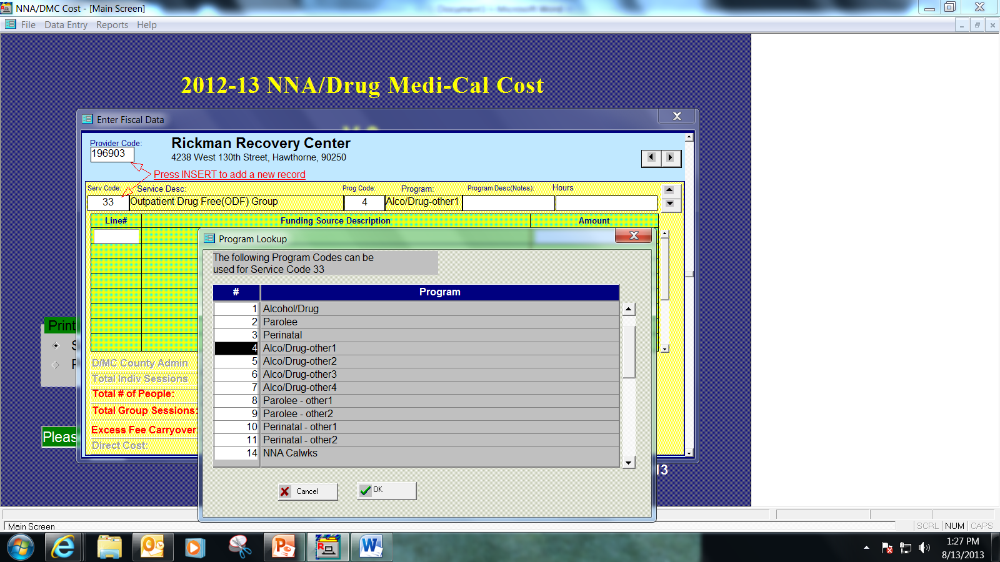 NNA/DMC Cost - [Main Screen]
File Data Entry Reports Help
2012-13 NNA/Drug Medi-Cal Cost
Enter Fiscal Data
Provider Code:
196903
Rickman Recovery Center
4238 West 130th Street, Hawthorne, 90250
Press INSERT to add a new record
Serv Code: Service Desc: Prog Code: Program: Program Desc(Notes): Hours
33 Outpatient Drug Free(ODF) Group 4 Alco/Drug-other1
Line# Funding Source Description Amount
Program Lookup
The following Program Codes can be
used for Service Code 33
# Program
1 Alcohol/Drug
2 Parolee
3 Perinatal
4 Alco/Drug-other1
5 Alco/Drug-other2
6 Alco/Drug-other3
7 Alco/Drug-other4
8 Parolee - other1
9 Parolee - other2
10 Perinatal - other1
11 Perinatal - other2
14 NNA Calwks
Cancel OK
Print
D/MC County Admin
Total Indiv Sessions
Total # of People:
Total Group Sessions:
Excess Fee Carryover
Direct Cost:
Pleas
13
Main Screen
SCRL NUM CAPS
1:27 PM
8/13/2013